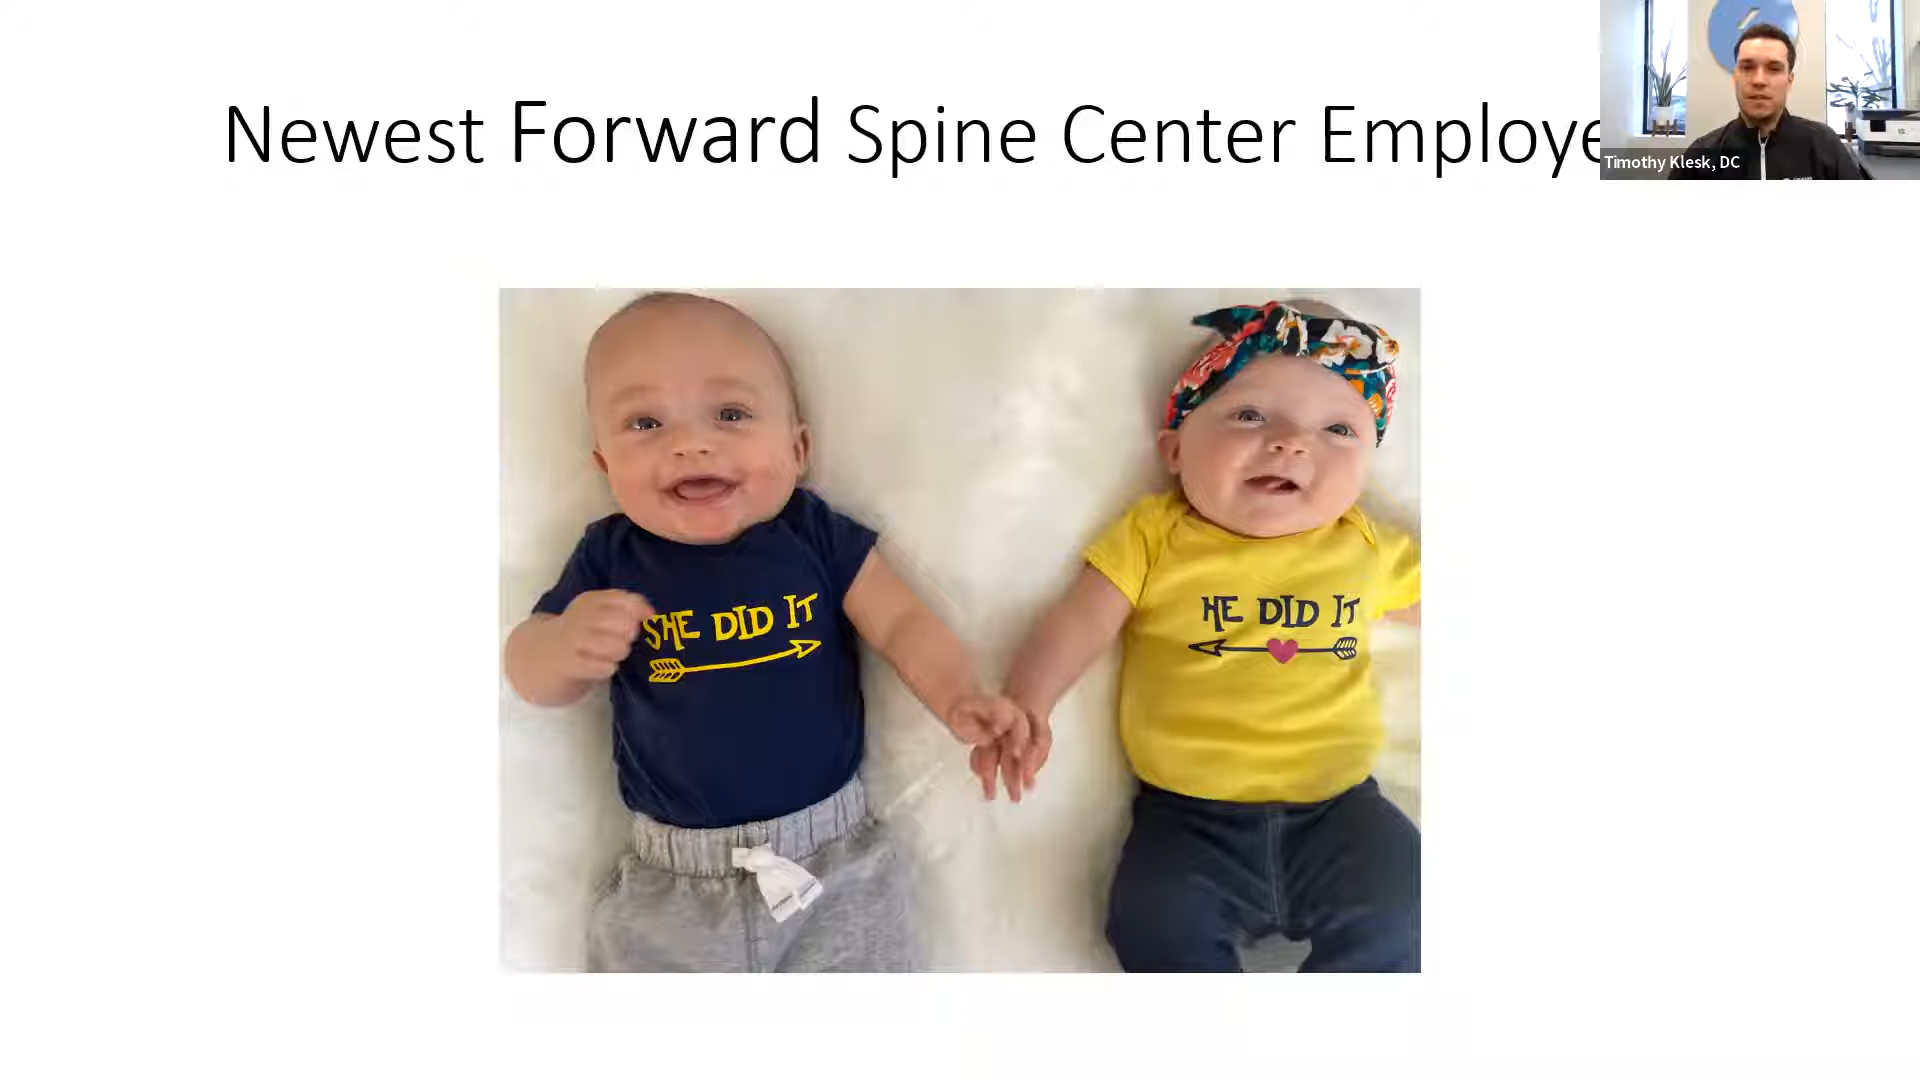 Newest Forward Spine Center Employe
Timothy Klesk, DC
SHE DID IT
HE DID IT